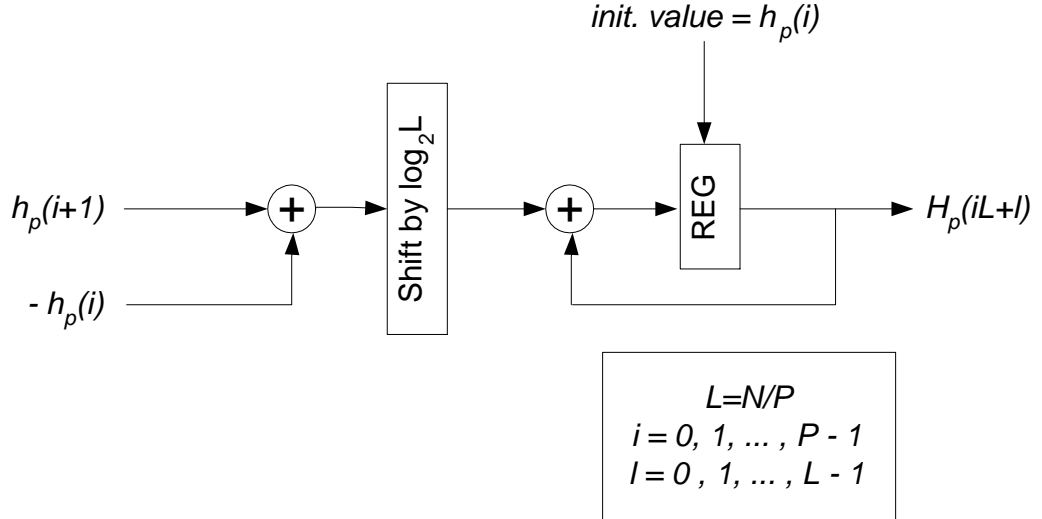 init. value = h_p(i)
h_p(i+1)
+
Shift by log_2L
+
REG
H_p(iL+l)
- h_p(i)
L=N/P
i = 0, 1, ... , P - 1
l = 0 , 1, ... , L - 1